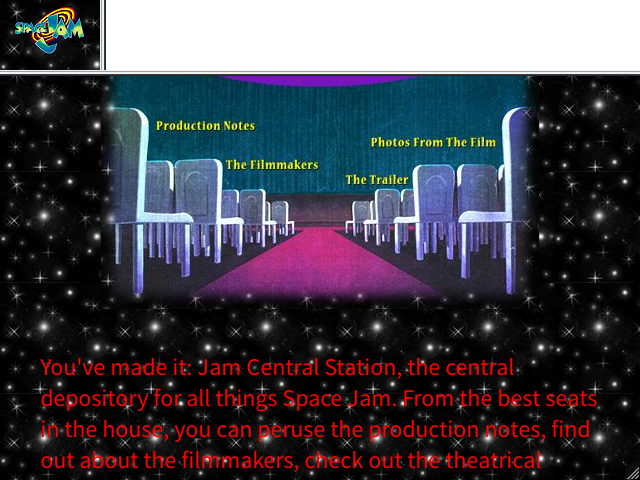 SPACE JAM
Production Notes
Photos From The Film
The Filmmakers
The Trailer
You've made it: Jam Central Station, the central
depository for all things Space Jam. From the best seats
in the house, you can peruse the production notes, find
out about the filmmakers, check out the theatrical